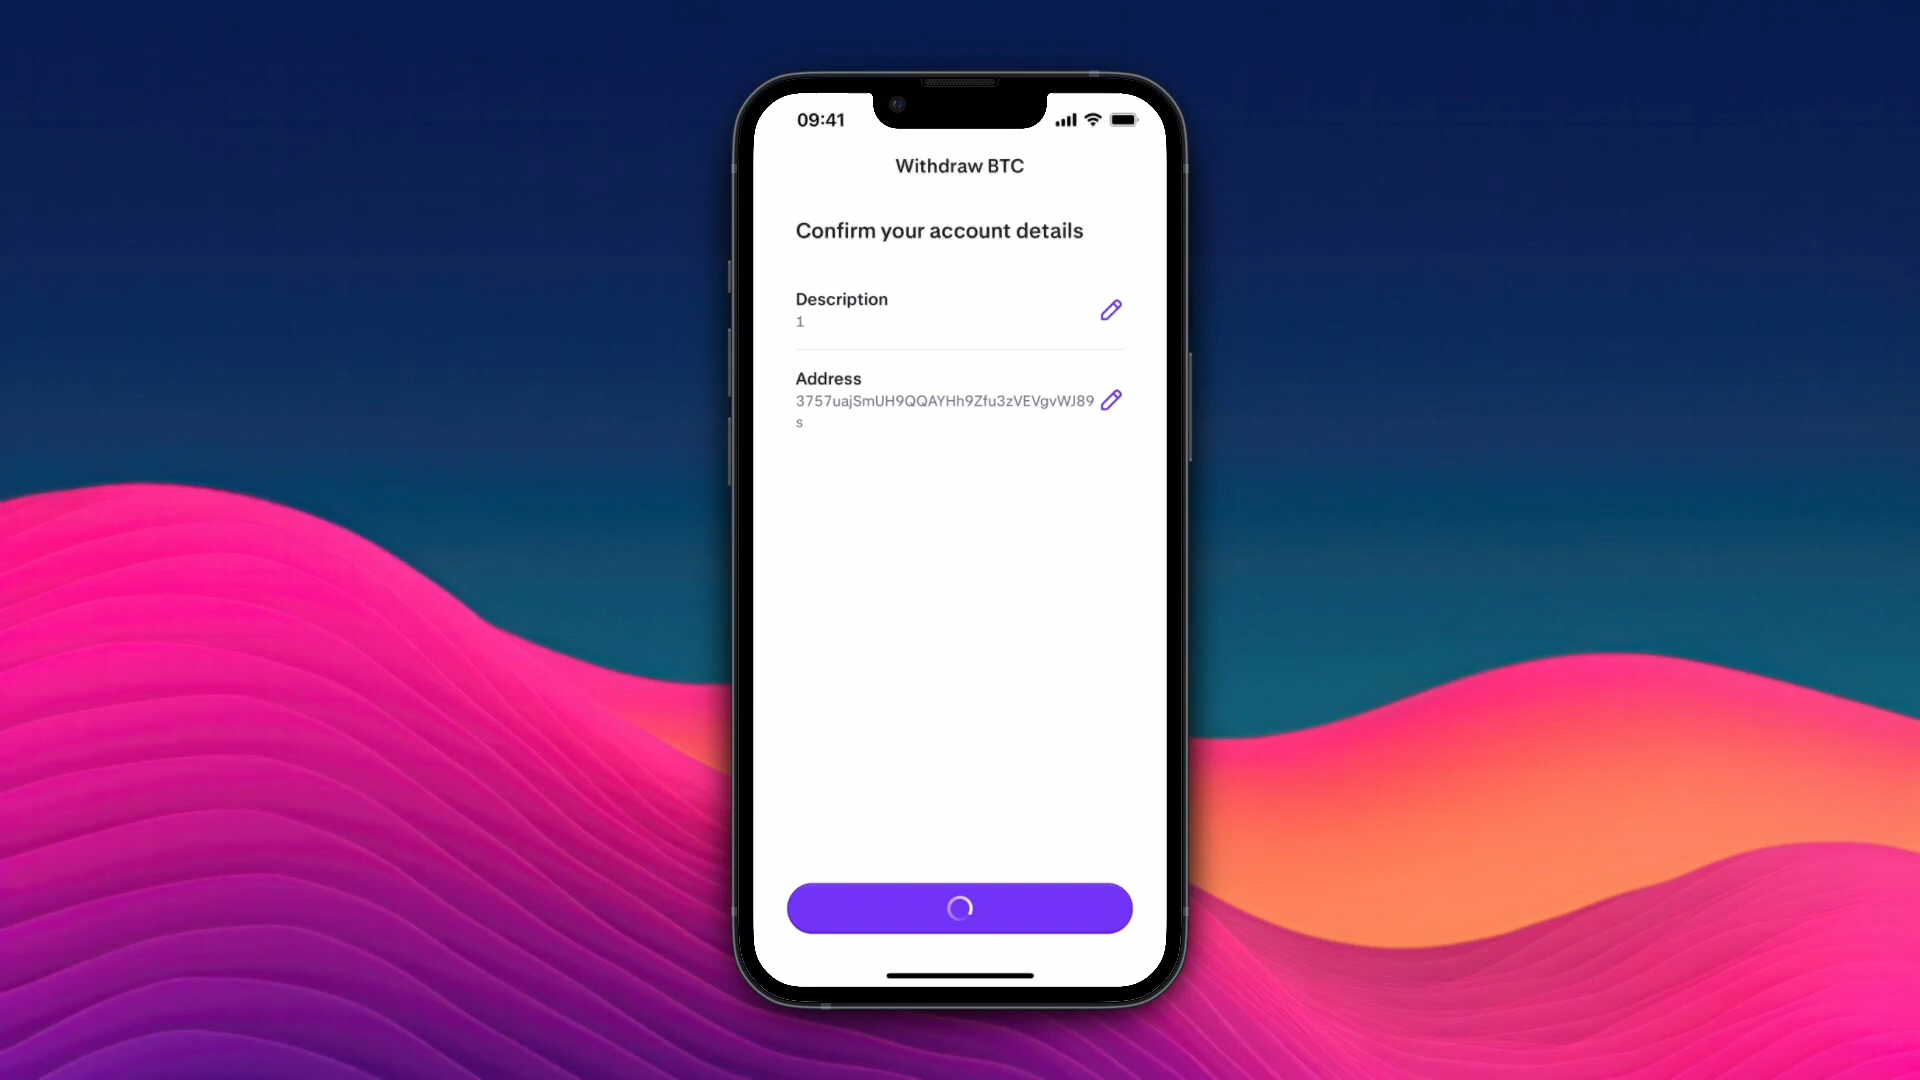 09:41
Withdraw BTC
Confirm your account details
Description
1
Address
3757uajSmUH9QQAYHh9Zfu3zVEVgvWJ89
s